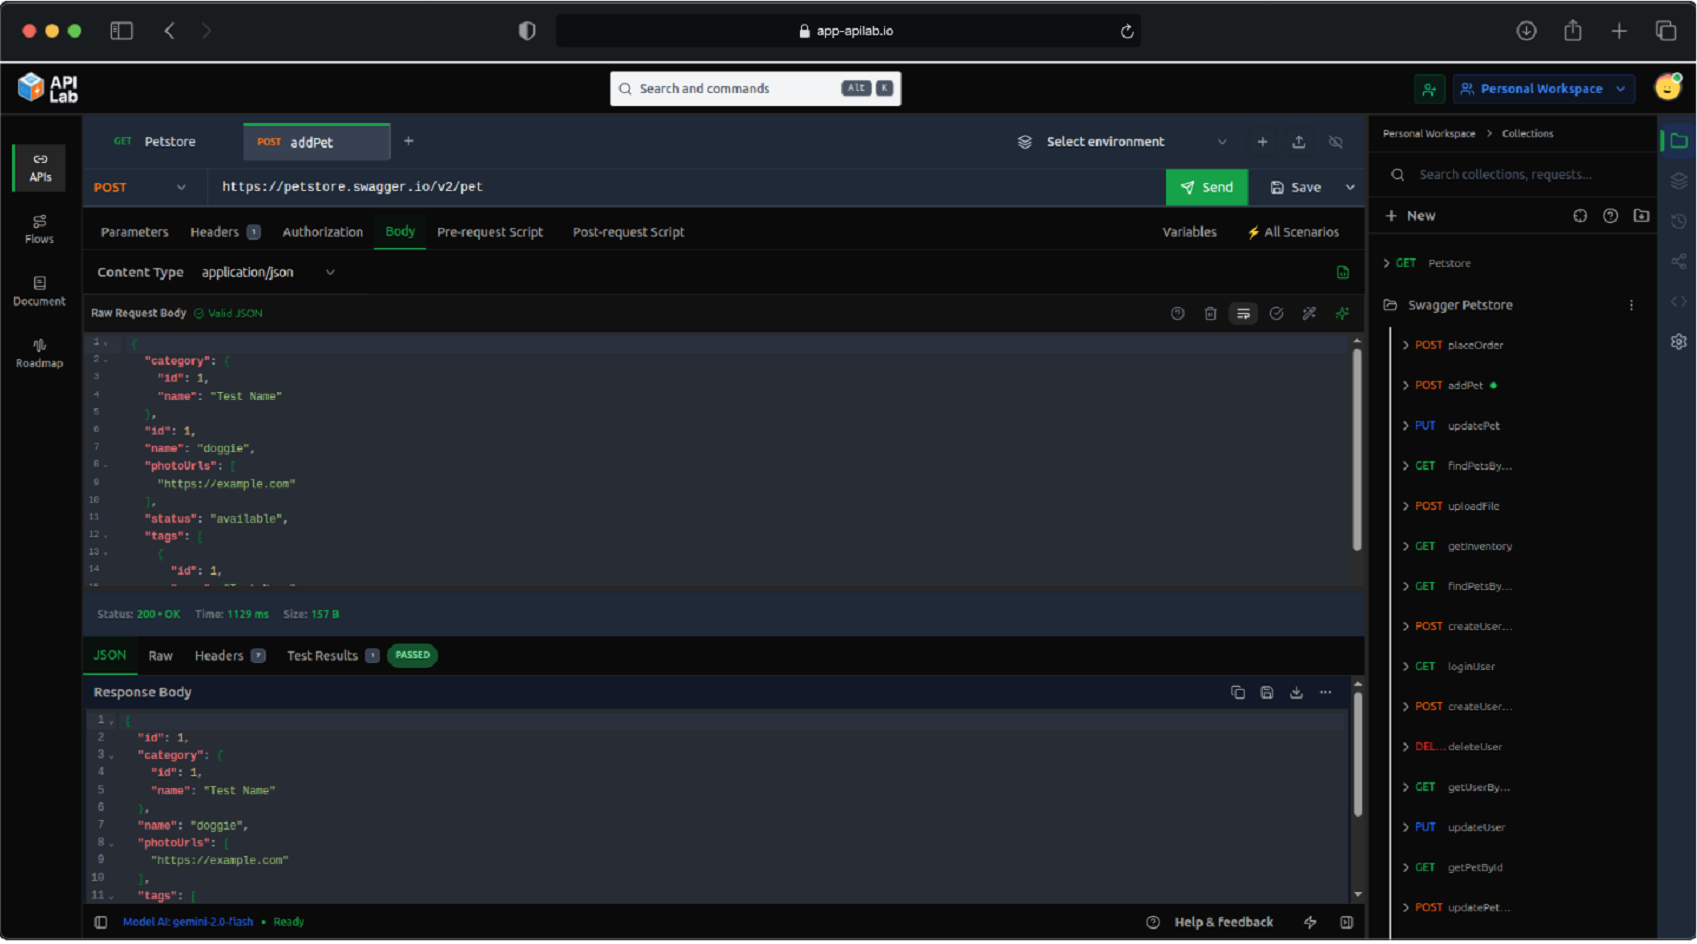 app-apilab.io
API
Lab
Search and commands
Alt K
Personal Workspace
GET Petstore
POST addPet
Select environment
Personal Workspace > Collections
APIs
Flows
Document
Roadmap
POST
https://petstore.swagger.io/v2/pet
Send
Save
Search collections, requests...
Parameters
Headers 1
Authorization
Body
Pre-request Script
Post-request Script
Variables
All Scenarios
+ New
Content Type application/json
Raw Request Body Valid JSON
1 {
2 "category": {
3 "id": 1,
4 "name": "Test Name"
5 },
6 "id": 1,
7 "name": "doggie",
8 "photoUrls": [
9 "https://example.com"
10 ],
11 "status": "available",
12 "tags": [
13 {
14 "id": 1,
Status: 200 • OK Time: 1129 ms Size: 157 B
JSON
Raw
Headers 7
Test Results 1
PASSED
Response Body
1 {
2 "id": 1,
3 "category": {
4 "id": 1,
5 "name": "Test Name"
6 },
7 "name": "doggie",
8 "photoUrls": [
9 "https://example.com"
10 ],
11 "tags": [
Model AI: gemini-2.0-flash • Ready
Help & feedback
GET Petstore
Swagger Petstore
POST placeOrder
POST addPet
PUT updatePet
GET findPetsBy...
POST uploadFile
GET getInventory
GET findPetsBy...
POST createUser...
GET loginUser
POST createUser...
DEL... deleteUser
GET getUserBy...
PUT updateUser
GET getPetById
POST updatePet...